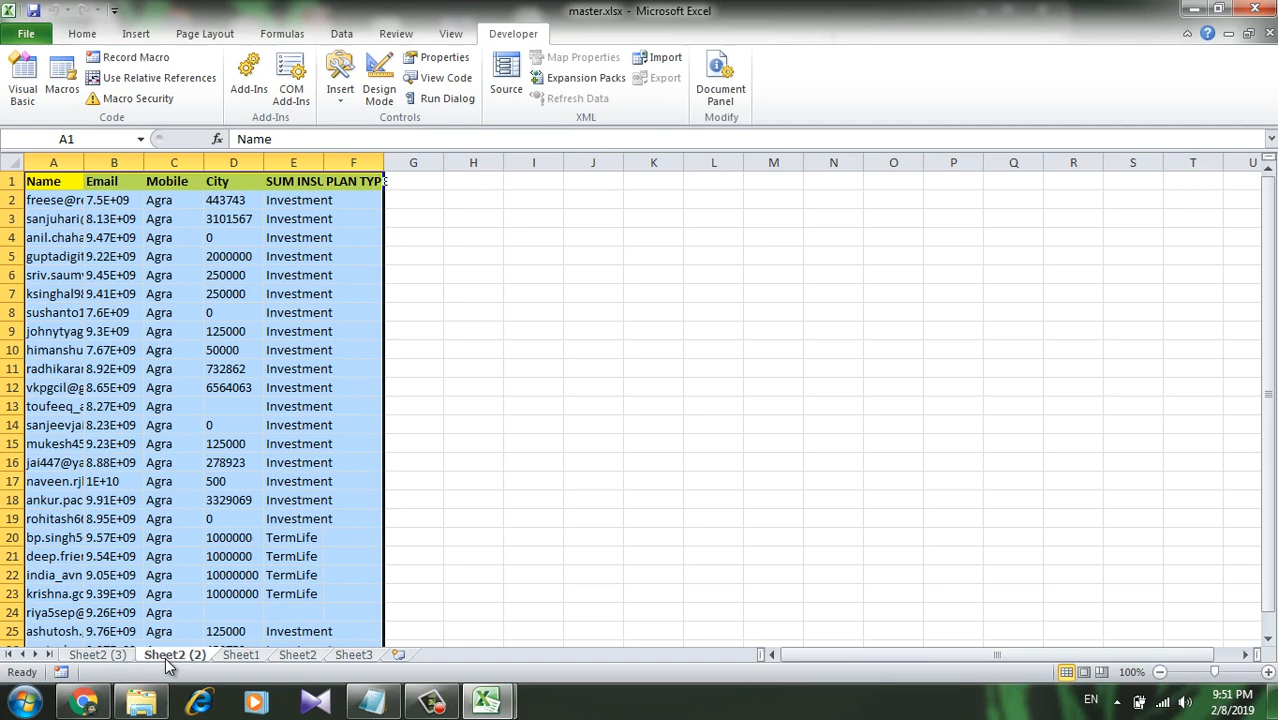 master.xlsx - Microsoft Excel
File Home Insert Page Layout Formulas Data Review View Developer
Visual Basic
Macros
Record Macro
Use Relative References
Macro Security
Code
Add-Ins
COM Add-Ins
Add-Ins
Insert
Design Mode
Properties
View Code
Run Dialog
Controls
Source
Map Properties
Expansion Packs
Refresh Data
Import
Export
XML
Document Panel
Modify
A1 fx Name
A B C D E F G H I J K L M N O P Q R S T U
1 Name Email Mobile City SUM INSU PLAN TYPE
2 freese@re 7.5E+09 Agra 443743 Investment
3 sanjuhari@ 8.13E+09 Agra 3101567 Investment
4 anil.chaha 9.47E+09 Agra 0 Investment
5 guptadigit 9.22E+09 Agra 2000000 Investment
6 sriv.saum 9.45E+09 Agra 250000 Investment
7 ksinghal98 9.41E+09 Agra 250000 Investment
8 sushanto1 7.6E+09 Agra 0 Investment
9 johnytyag 9.3E+09 Agra 125000 Investment
10 himanshu 7.67E+09 Agra 50000 Investment
11 radhikarar 8.92E+09 Agra 732862 Investment
12 vkpgcil@g 8.65E+09 Agra 6564063 Investment
13 toufeeq_a 8.27E+09 Agra Investment
14 sanjeevjai 8.23E+09 Agra 0 Investment
15 mukesh45 9.23E+09 Agra 125000 Investment
16 jai447@ya 8.88E+09 Agra 278923 Investment
17 naveen.rjl 1E+10 Agra 500 Investment
18 ankur.pac 9.91E+09 Agra 3329069 Investment
19 rohitash66 8.95E+09 Agra 0 Investment
20 bp.singh5 9.57E+09 Agra 1000000 TermLife
21 deep.frier 9.54E+09 Agra 1000000 TermLife
22 india_avn 9.05E+09 Agra 10000000 TermLife
23 krishna.gc 9.39E+09 Agra 10000000 TermLife
24 riya5sep@ 9.26E+09 Agra
25 ashutosh. 9.76E+09 Agra 125000 Investment
Sheet2 (3) Sheet2 (2) Sheet1 Sheet2 Sheet3
Ready 100%
EN 9:51 PM
2/8/2019